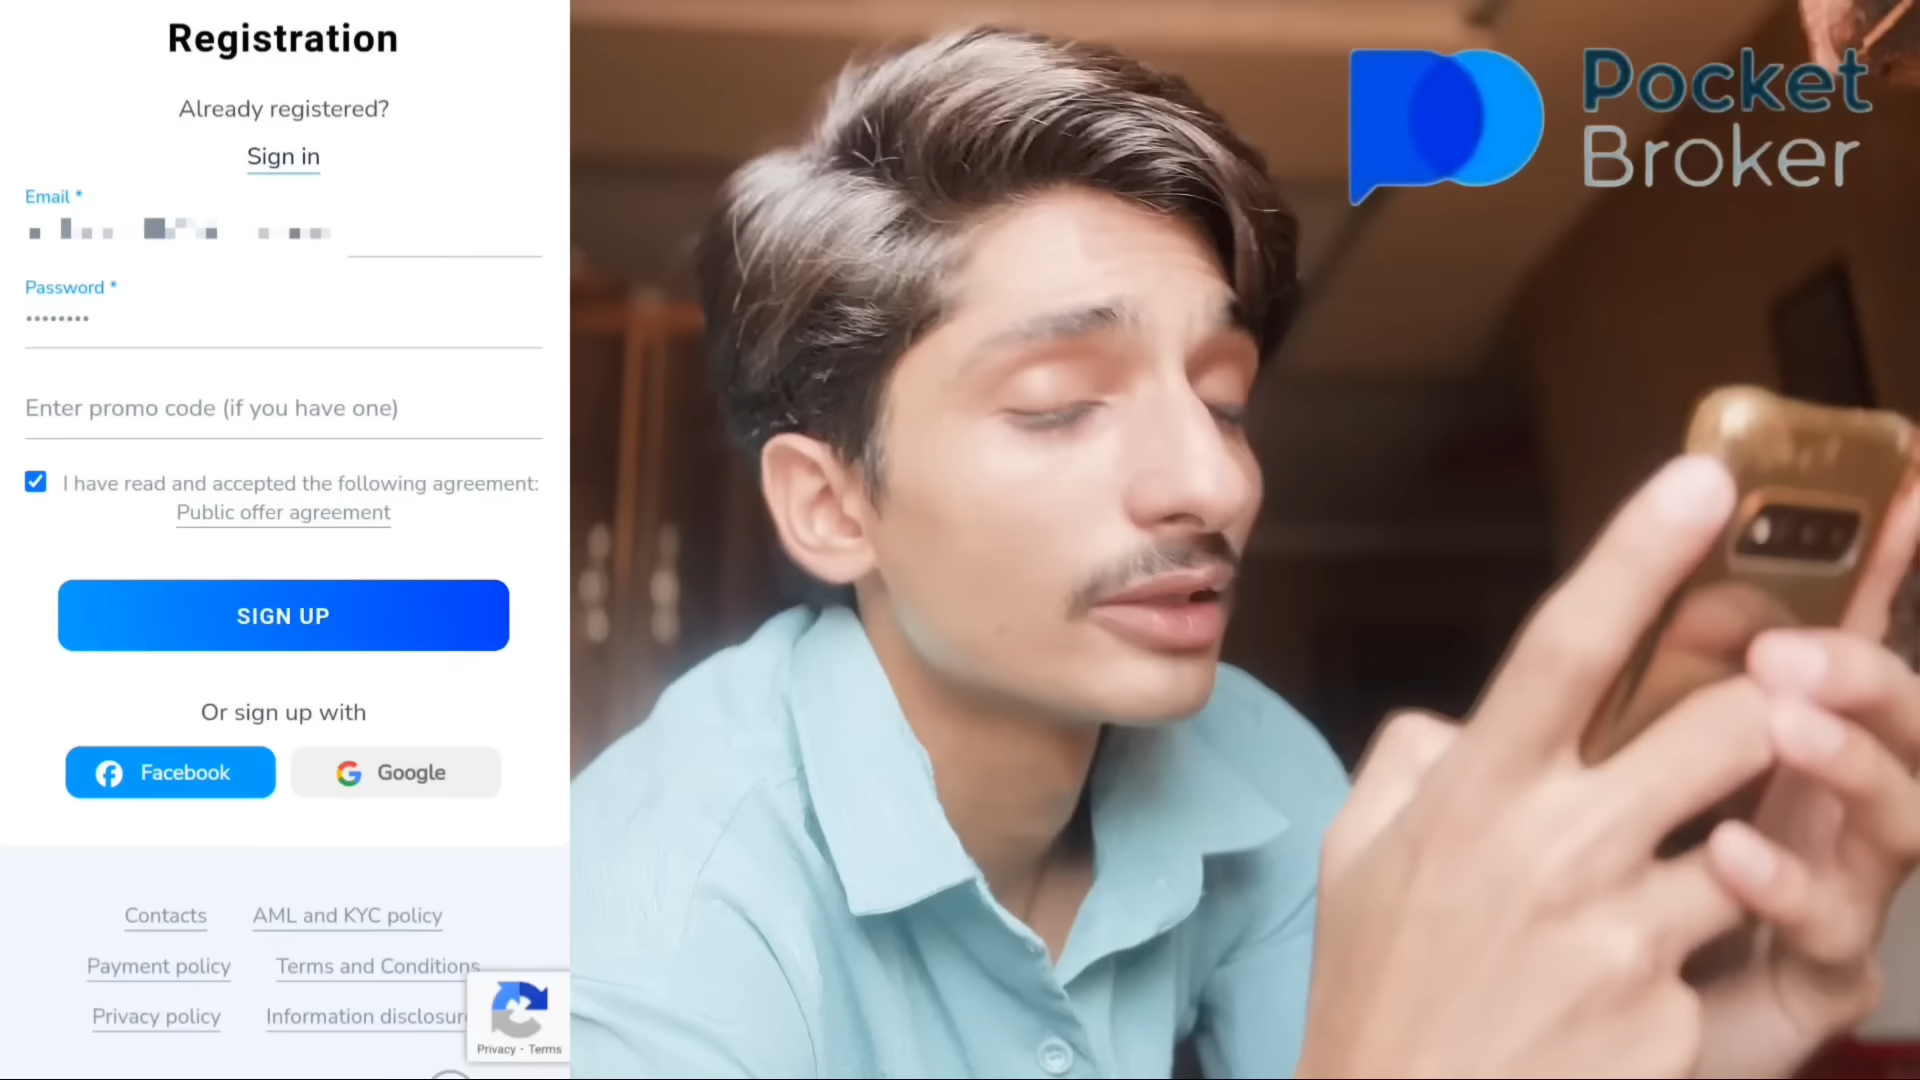 Registration
Already registered?
Sign in
Email *
Password *
••••••••
Enter promo code (if you have one)
I have read and accepted the following agreement:
Public offer agreement
SIGN UP
Or sign up with
Facebook
Google
Contacts
AML and KYC policy
Payment policy
Terms and Conditions
Privacy policy
Information disclosur
Privacy - Terms
Pocket
Broker